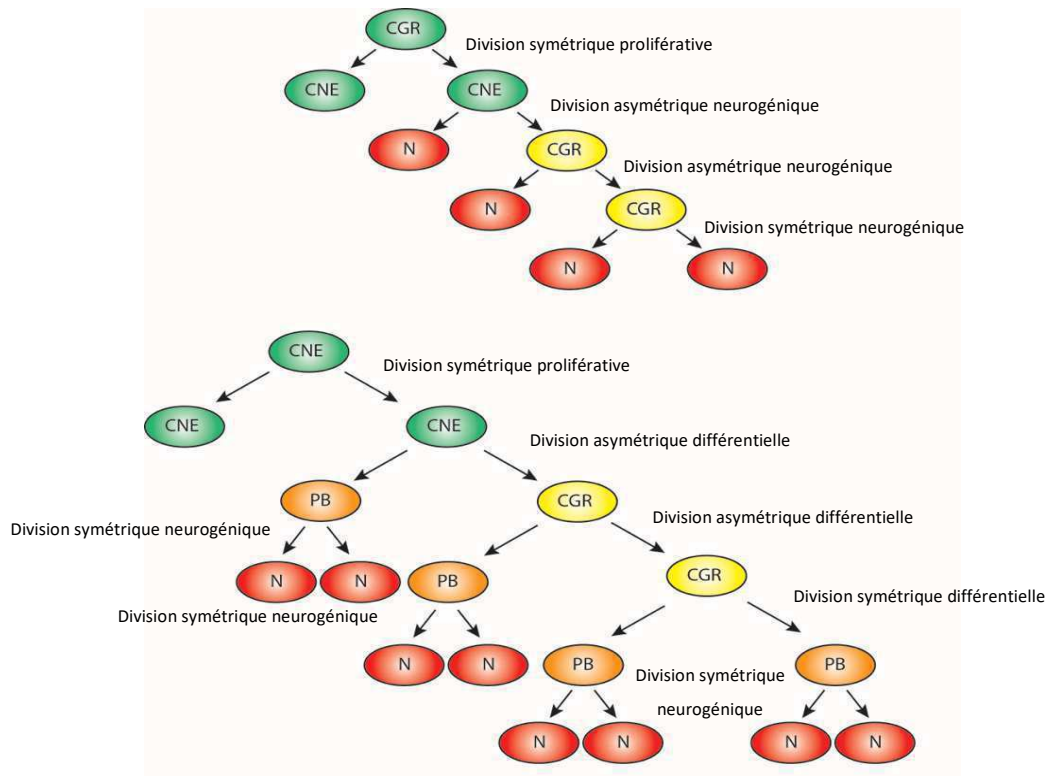 CGR
Division symétrique proliférative
CNE
CNE
Division asymétrique neurogénique
N
CGR
Division asymétrique neurogénique
N
CGR
Division symétrique neurogénique
N
N
CNE
Division symétrique proliférative
CNE
CNE
Division asymétrique différentielle
PB
CGR
Division symétrique neurogénique
Division asymétrique différentielle
N
N
PB
CGR
Division symétrique neurogénique
Division symétrique différentielle
N
N
PB
Division symétrique
neurogénique
PB
N
N
N
N